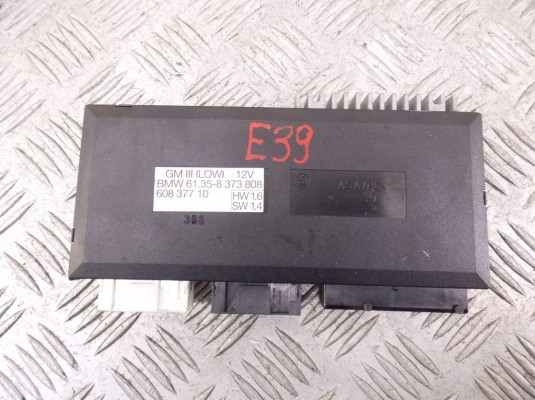 E39
GM III (LOW) 12V
BMW 61.35-8 373 808
608 377 10 HW 1.6
SW 1.4
353